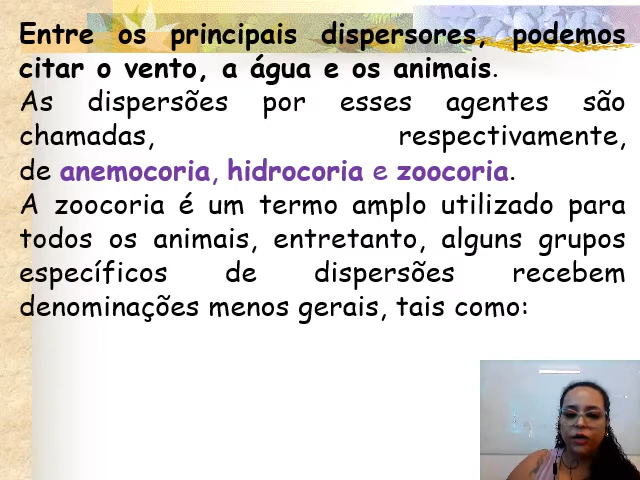 Entre os principais dispersores, podemos
citar o vento, a água e os animais.
As dispersões por esses agentes são
chamadas, respectivamente,
de anemocoria, hidrocoria e zoocoria.
A zoocoria é um termo amplo utilizado para
todos os animais, entretanto, alguns grupos
específicos de dispersões recebem
denominações menos gerais, tais como: